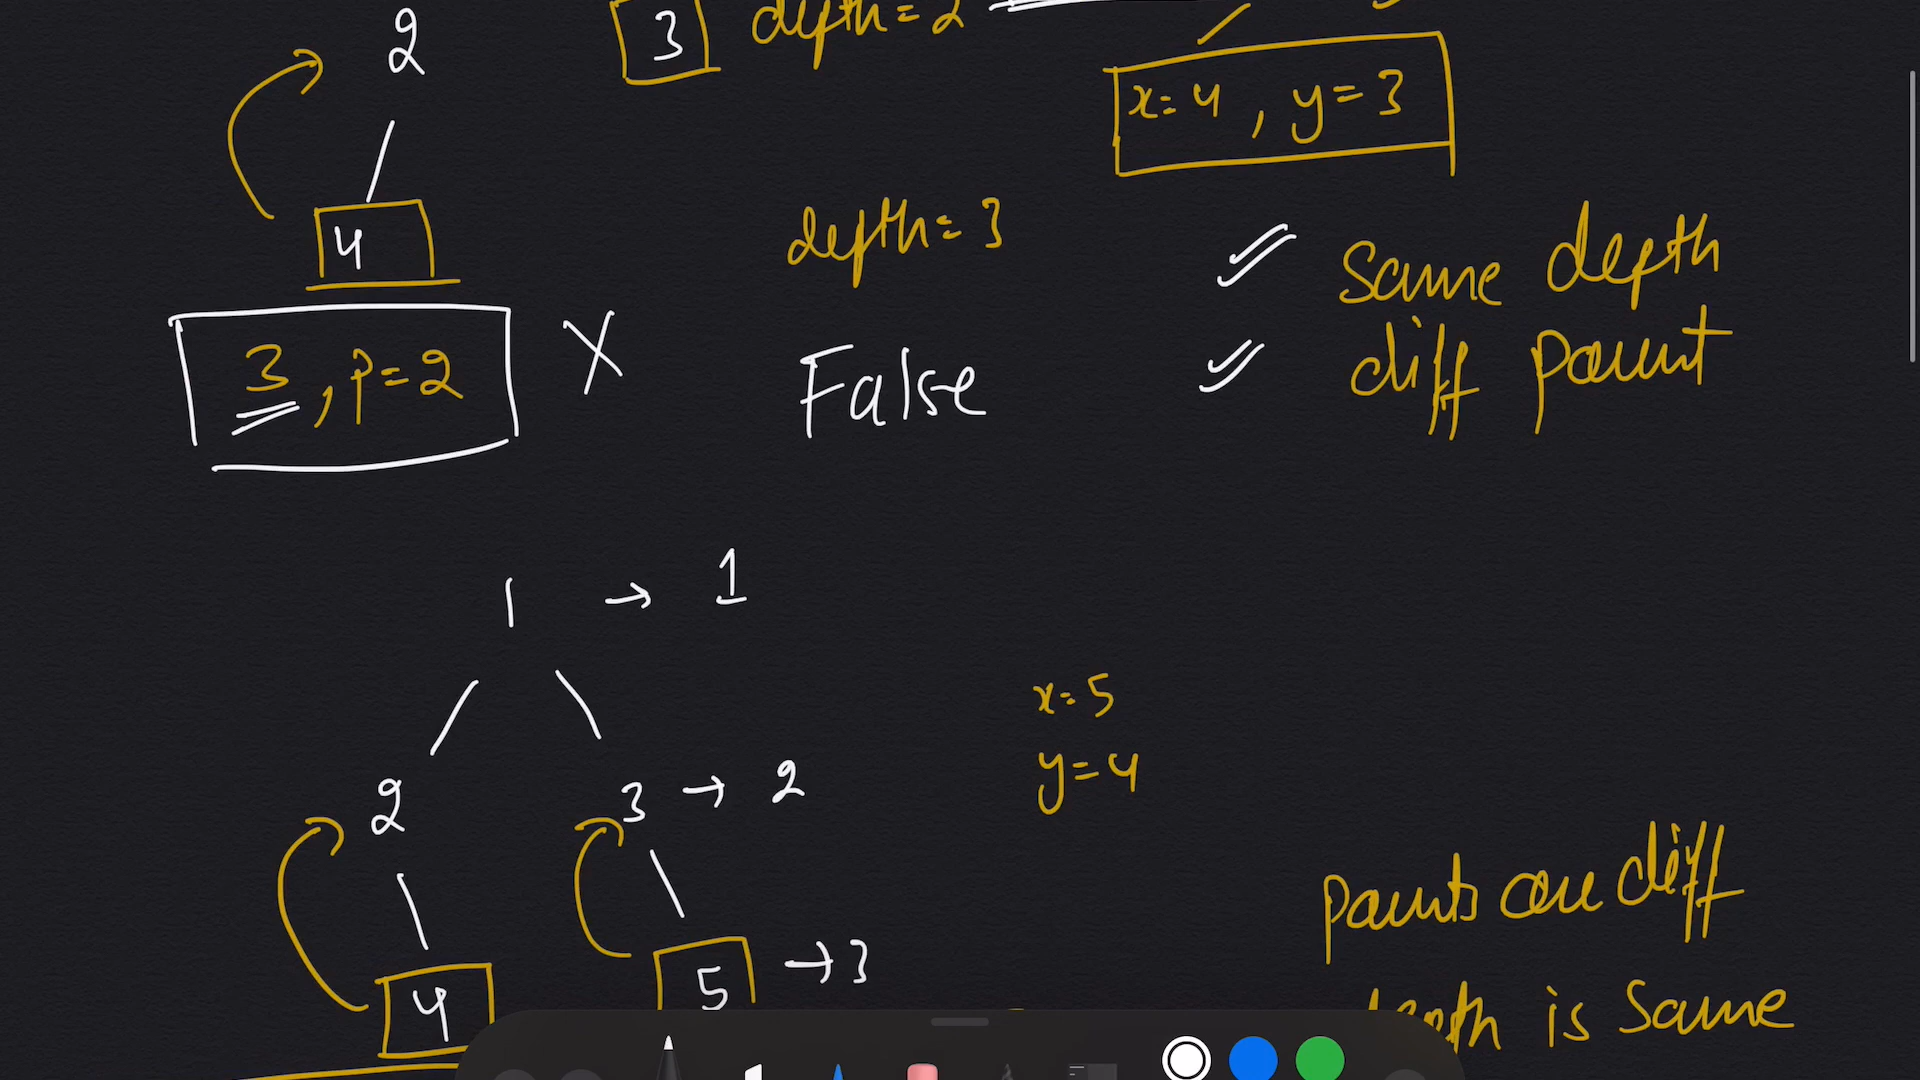 2
3 depth = 2
x = 4 , y = 3
4
depth = 3
same depth
3 , p = 2 X
False
diff parent
1 → 1
x = 5
2 3 → 2
y = 4
parents are diff
4 5 → 3
depth is same